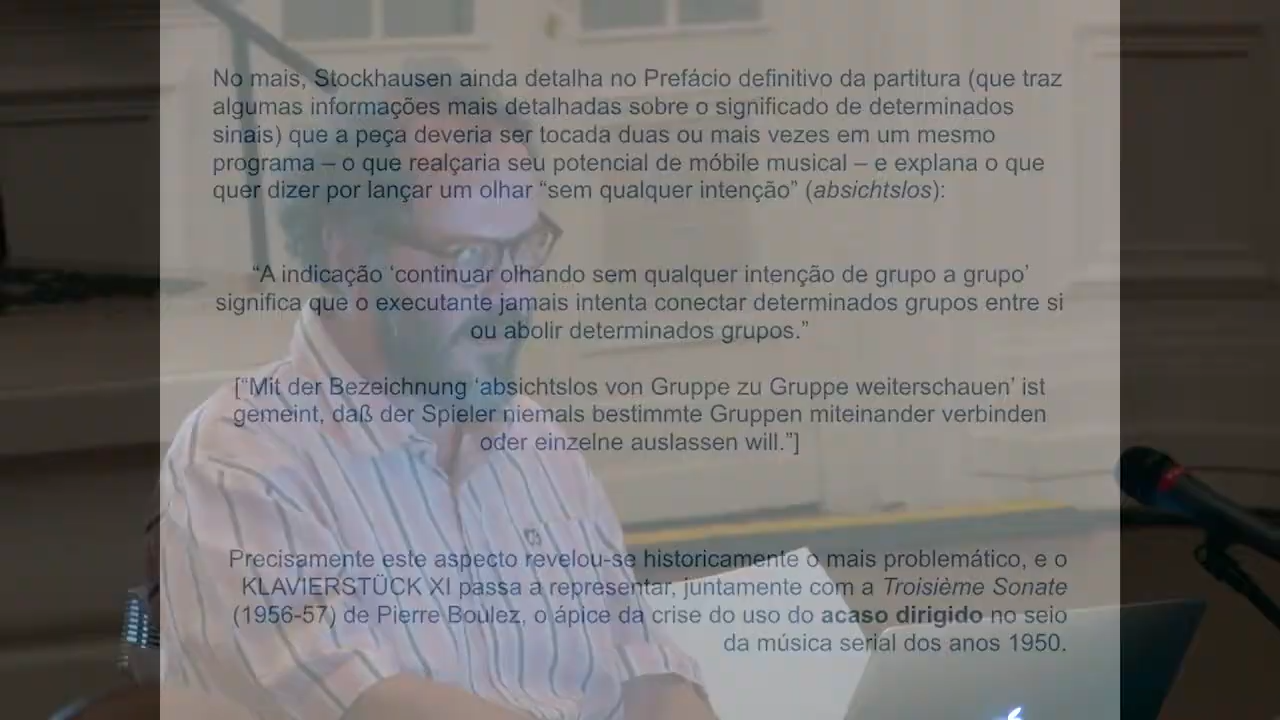 No mais, Stockhausen ainda detalha no Prefácio definitivo da partitura (que traz
algumas informações mais detalhadas sobre o significado de determinados
sinais) que a peça deveria ser tocada duas ou mais vezes em um mesmo
programa – o que realçaria seu potencial de móbile musical – e explana o que
quer dizer por lançar um olhar “sem qualquer intenção” (absichtslos):
“A indicação ‘continuar olhando sem qualquer intenção de grupo a grupo’
significa que o executante jamais intenta conectar determinados grupos entre si
ou abolir determinados grupos.”
[“Mit der Bezeichnung ‘absichtslos von Gruppe zu Gruppe weiterschauen’ ist
gemeint, daß der Spieler niemals bestimmte Gruppen miteinander verbinden
oder einzelne auslassen will.”]
Precisamente este aspecto revelou-se historicamente o mais problemático, e o
KLAVIERSTÜCK XI passa a representar, juntamente com a Troisième Sonate
(1956-57) de Pierre Boulez, o ápice da crise do uso do acaso dirigido no seio
da música serial dos anos 1950.